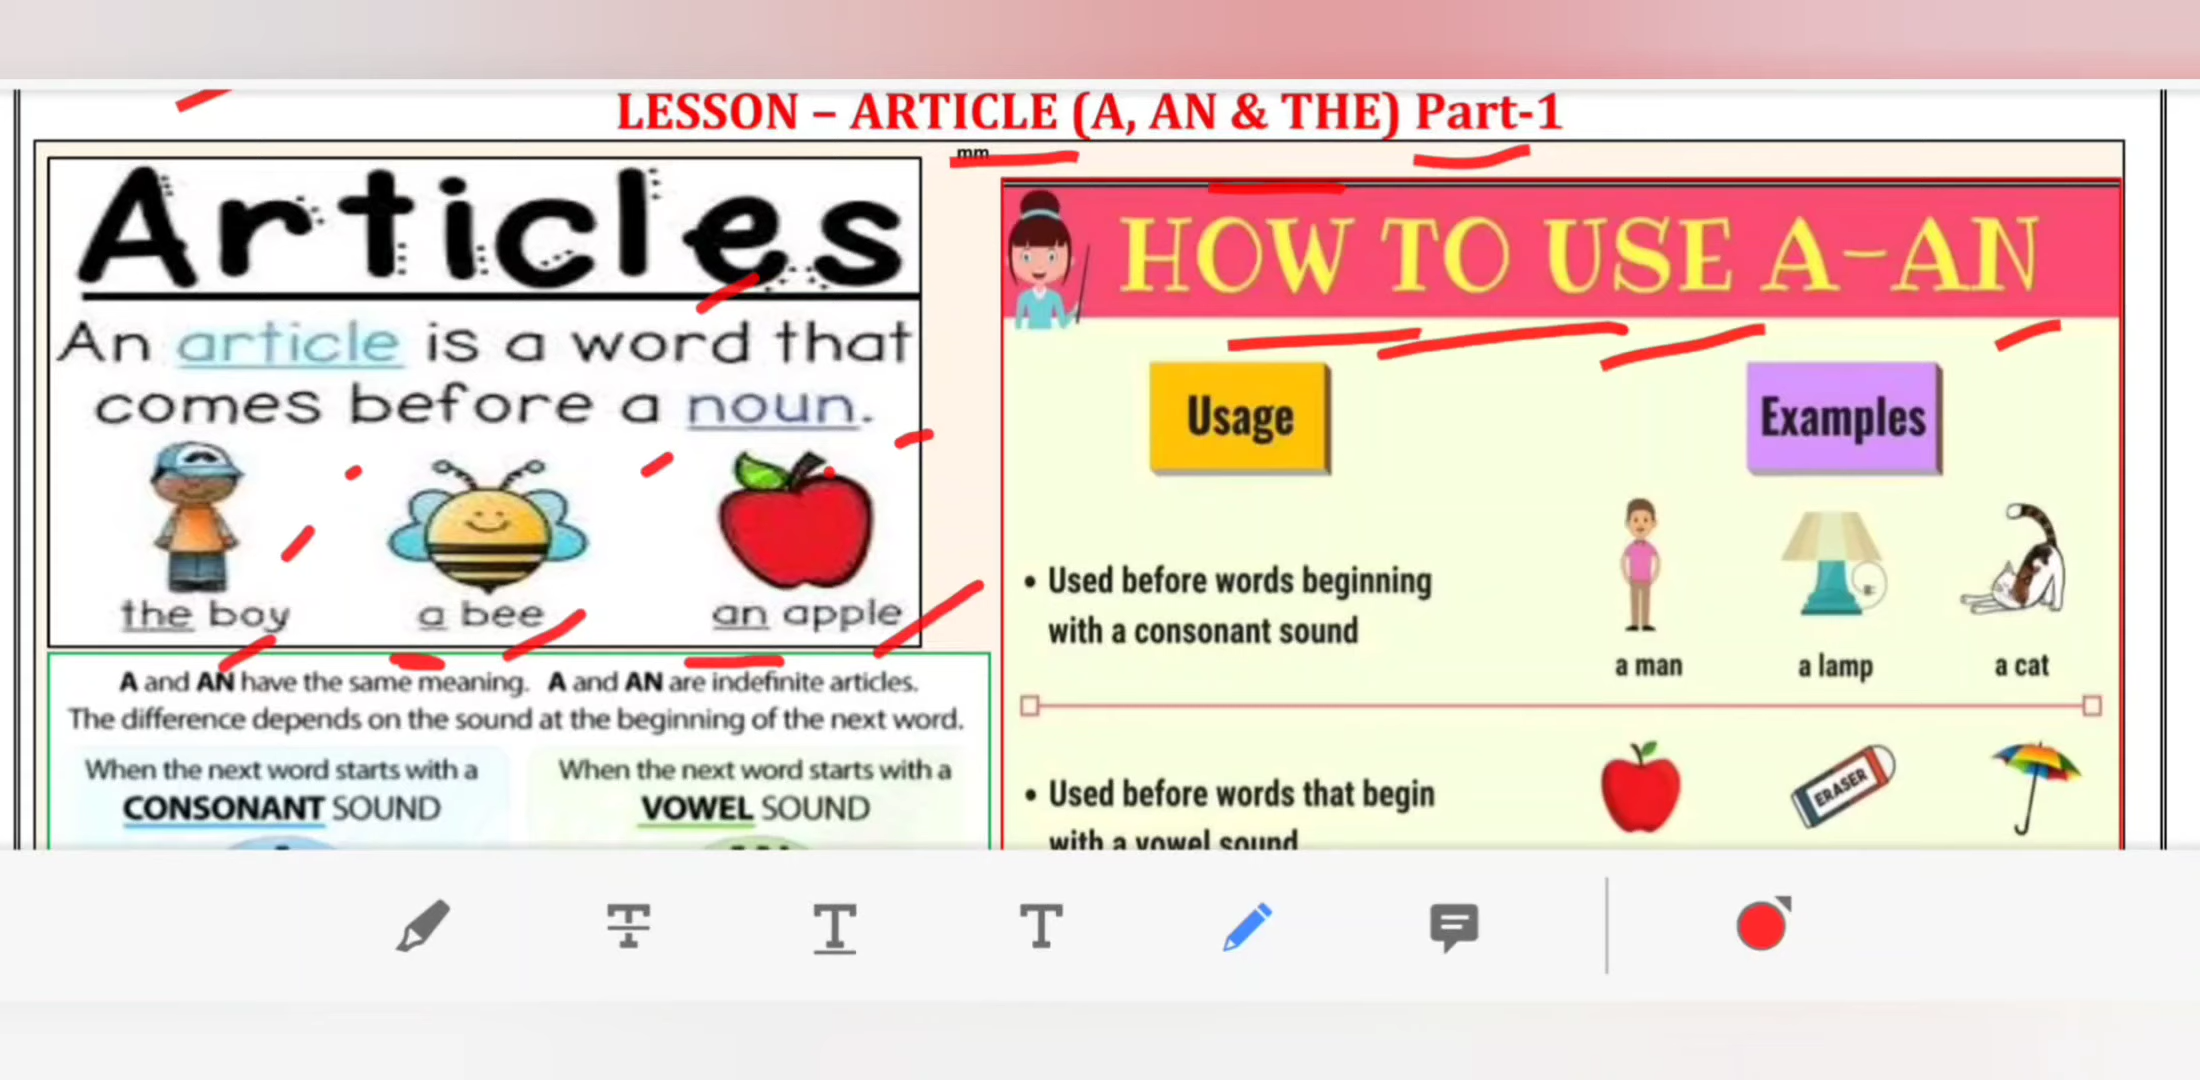 LESSON – ARTICLE (A, AN & THE) Part-1
mm
Articles
An article is a word that
comes before a noun.
the boy
a bee
an apple
A and AN have the same meaning. A and AN are indefinite articles.
The difference depends on the sound at the beginning of the next word.
When the next word starts with a
CONSONANT SOUND
When the next word starts with a
VOWEL SOUND
HOW TO USE A-AN
Usage
Examples
• Used before words beginning
with a consonant sound
a man
a lamp
a cat
• Used before words that begin
with a vowel sound
ERASER